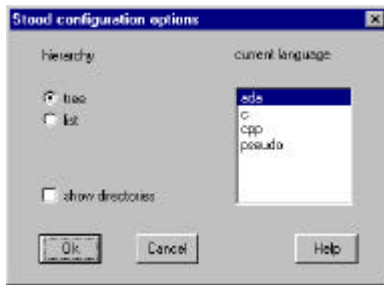 Stood configuration options
hierarchy
current language
tree
list
ada
c
cpp
pseudo
show directories
Ok
Cancel
Help